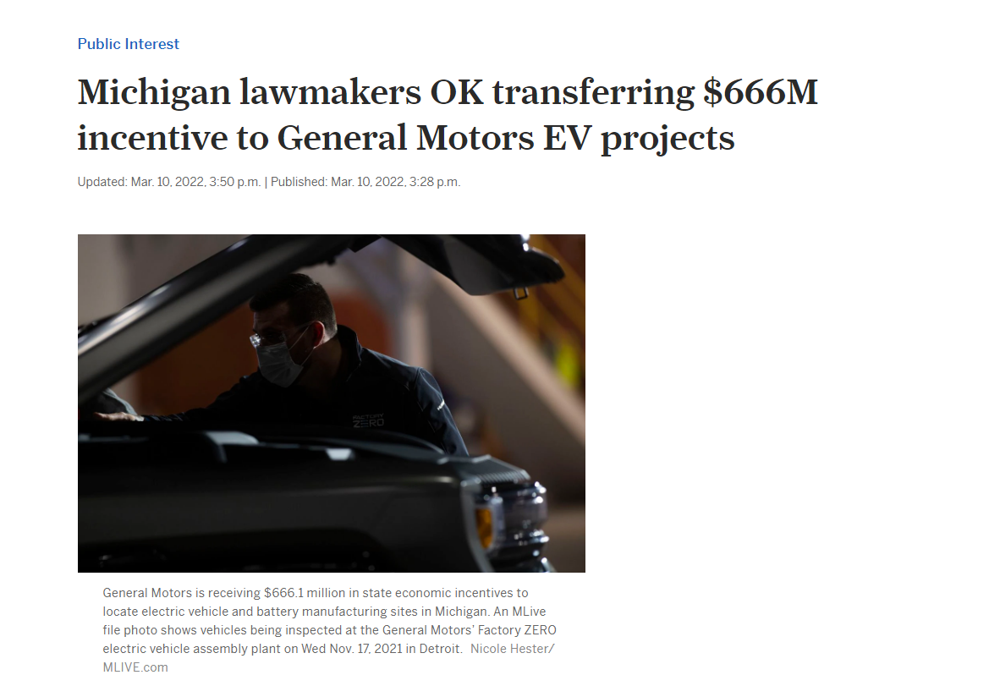 Public Interest
Michigan lawmakers OK transferring $666M
incentive to General Motors EV projects
Updated: Mar. 10, 2022, 3:50 p.m. | Published: Mar. 10, 2022, 3:28 p.m.
FACTORY
ZERO
General Motors is receiving $666.1 million in state economic incentives to
locate electric vehicle and battery manufacturing sites in Michigan. An MLive
file photo shows vehicles being inspected at the General Motors' Factory ZERO
electric vehicle assembly plant on Wed Nov. 17, 2021 in Detroit. Nicole Hester/
MLIVE.com